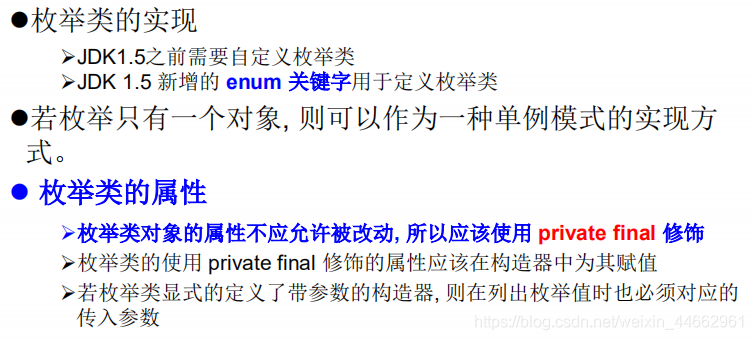 ●枚举类的实现
➢JDK1.5之前需要自定义枚举类
➢JDK 1.5 新增的 enum 关键字用于定义枚举类
●若枚举只有一个对象, 则可以作为一种单例模式的实现方
式。
● 枚举类的属性
➢枚举类对象的属性不应允许被改动, 所以应该使用 private final 修饰
➢枚举类的使用 private final 修饰的属性应该在构造器中为其赋值
➢若枚举类显式的定义了带参数的构造器, 则在列出枚举值时也必须对应的
传入参数
https://blog.csdn.net/weixin_44662961